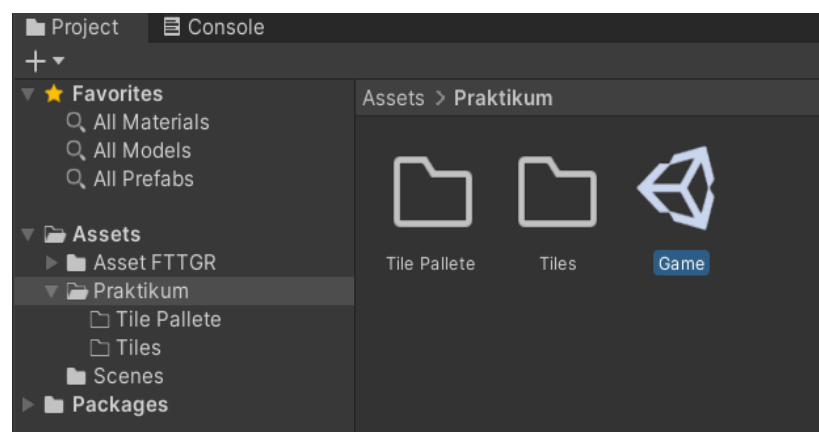 Project Console
Favorites
All Materials
All Models
All Prefabs
Assets
Asset FTTGR
Praktikum
Tile Pallete
Tiles
Scenes
Packages
Assets > Praktikum
Tile Pallete Tiles Game